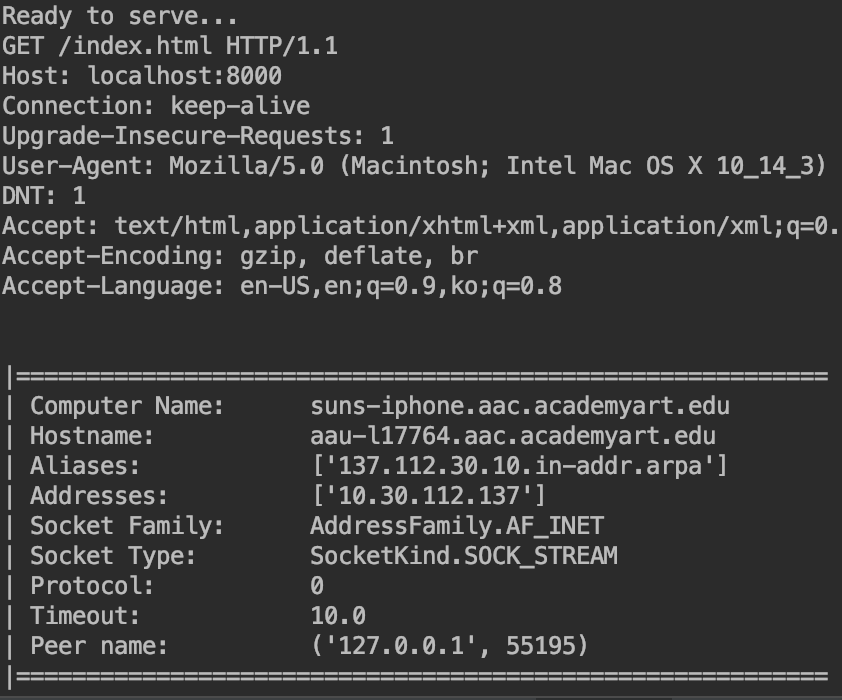 Ready to serve...
GET /index.html HTTP/1.1
Host: localhost:8000
Connection: keep-alive
Upgrade-Insecure-Requests: 1
User-Agent: Mozilla/5.0 (Macintosh; Intel Mac OS X 10_14_3)
DNT: 1
Accept: text/html,application/xhtml+xml,application/xml;q=0.
Accept-Encoding: gzip, deflate, br
Accept-Language: en-US,en;q=0.9,ko;q=0.8
|==========================================================
| Computer Name:      suns-iphone.aac.academyart.edu
| Hostname:           aau-l17764.aac.academyart.edu
| Aliases:            ['137.112.30.10.in-addr.arpa']
| Addresses:          ['10.30.112.137']
| Socket Family:      AddressFamily.AF_INET
| Socket Type:        SocketKind.SOCK_STREAM
| Protocol:           0
| Timeout:            10.0
| Peer name:          ('127.0.0.1', 55195)
|==========================================================